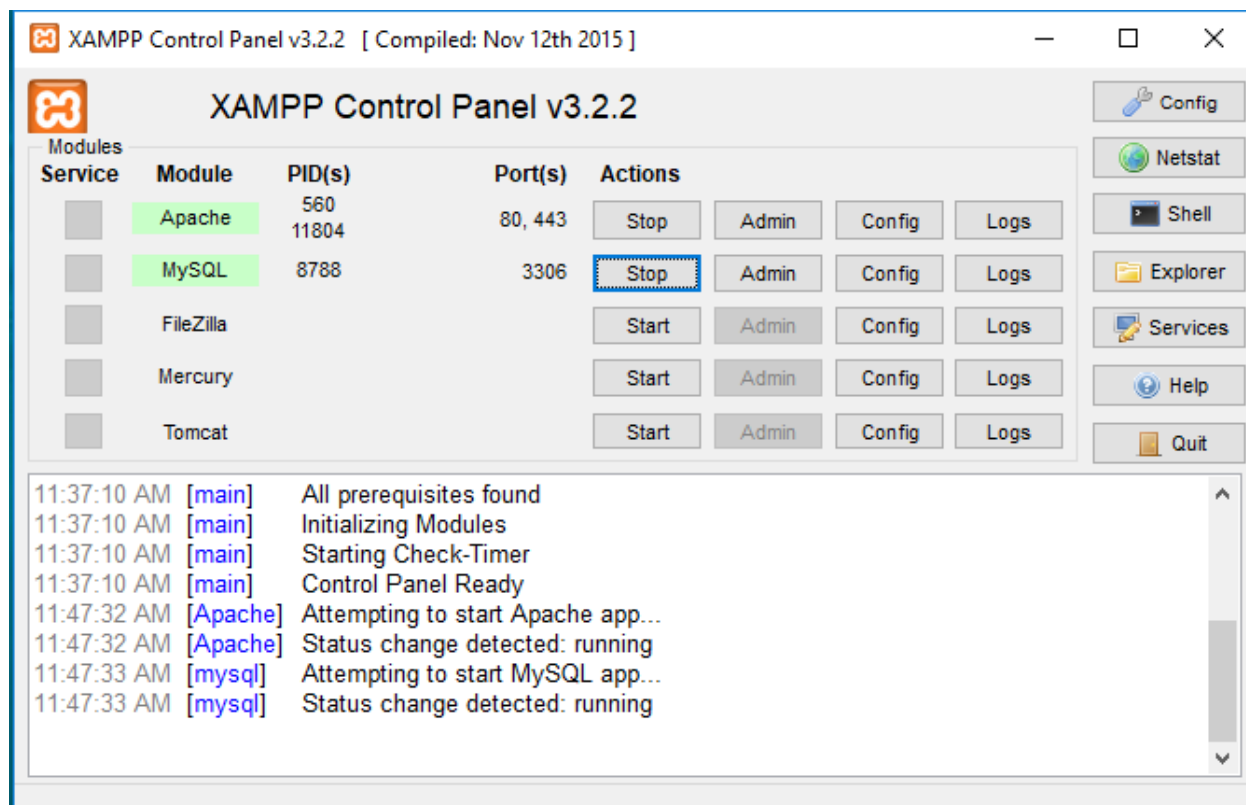 XAMPP Control Panel v3.2.2 [ Compiled: Nov 12th 2015 ]
XAMPP Control Panel v3.2.2
Config
Modules
Netstat
Service Module PID(s) Port(s) Actions
Apache 560 11804 80, 443 Stop Admin Config Logs
Shell
MySQL 8788 3306 Stop Admin Config Logs
Explorer
FileZilla Start Admin Config Logs
Services
Mercury Start Admin Config Logs
Help
Tomcat Start Admin Config Logs
Quit
11:37:10 AM [main] All prerequisites found
11:37:10 AM [main] Initializing Modules
11:37:10 AM [main] Starting Check-Timer
11:37:10 AM [main] Control Panel Ready
11:47:32 AM [Apache] Attempting to start Apache app...
11:47:32 AM [Apache] Status change detected: running
11:47:33 AM [mysql] Attempting to start MySQL app...
11:47:33 AM [mysql] Status change detected: running